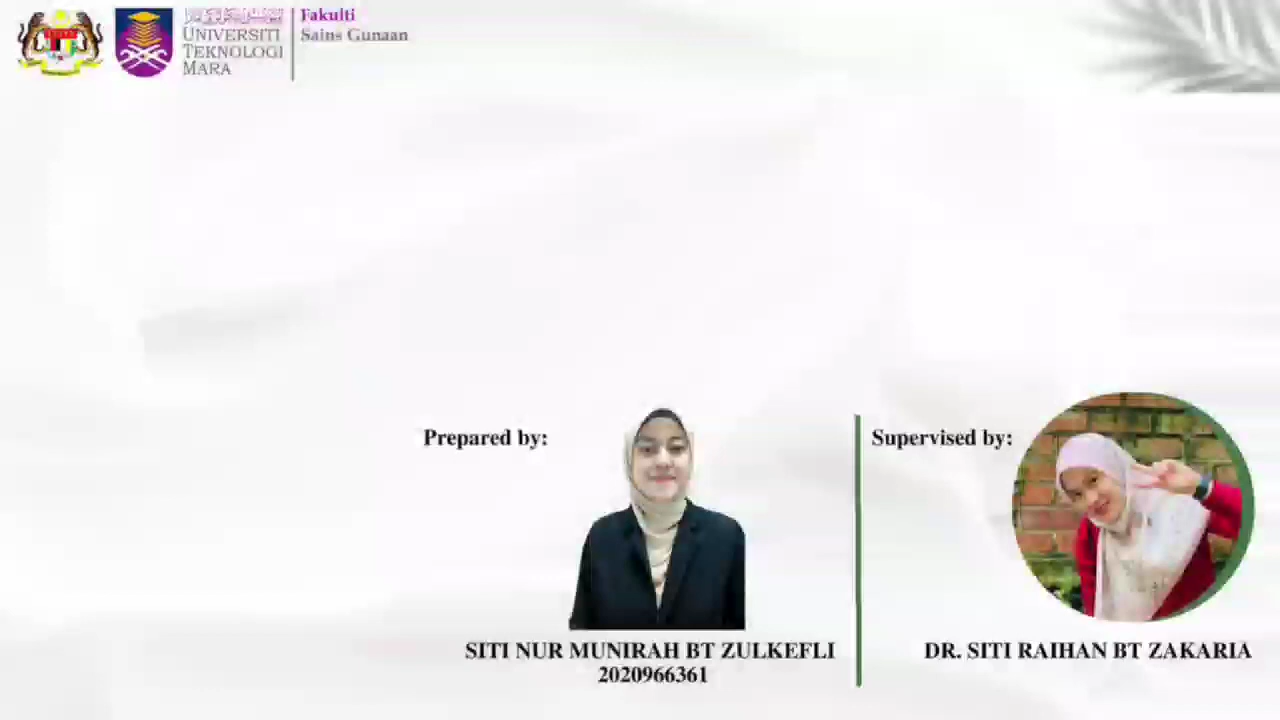 UNIVERSITI
TEKNOLOGI
MARA
Fakulti
Sains Gunaan
Prepared by:
SITI NUR MUNIRAH BT ZULKEFLI
2020966361
Supervised by:
DR. SITI RAIHAN BT ZAKARIA